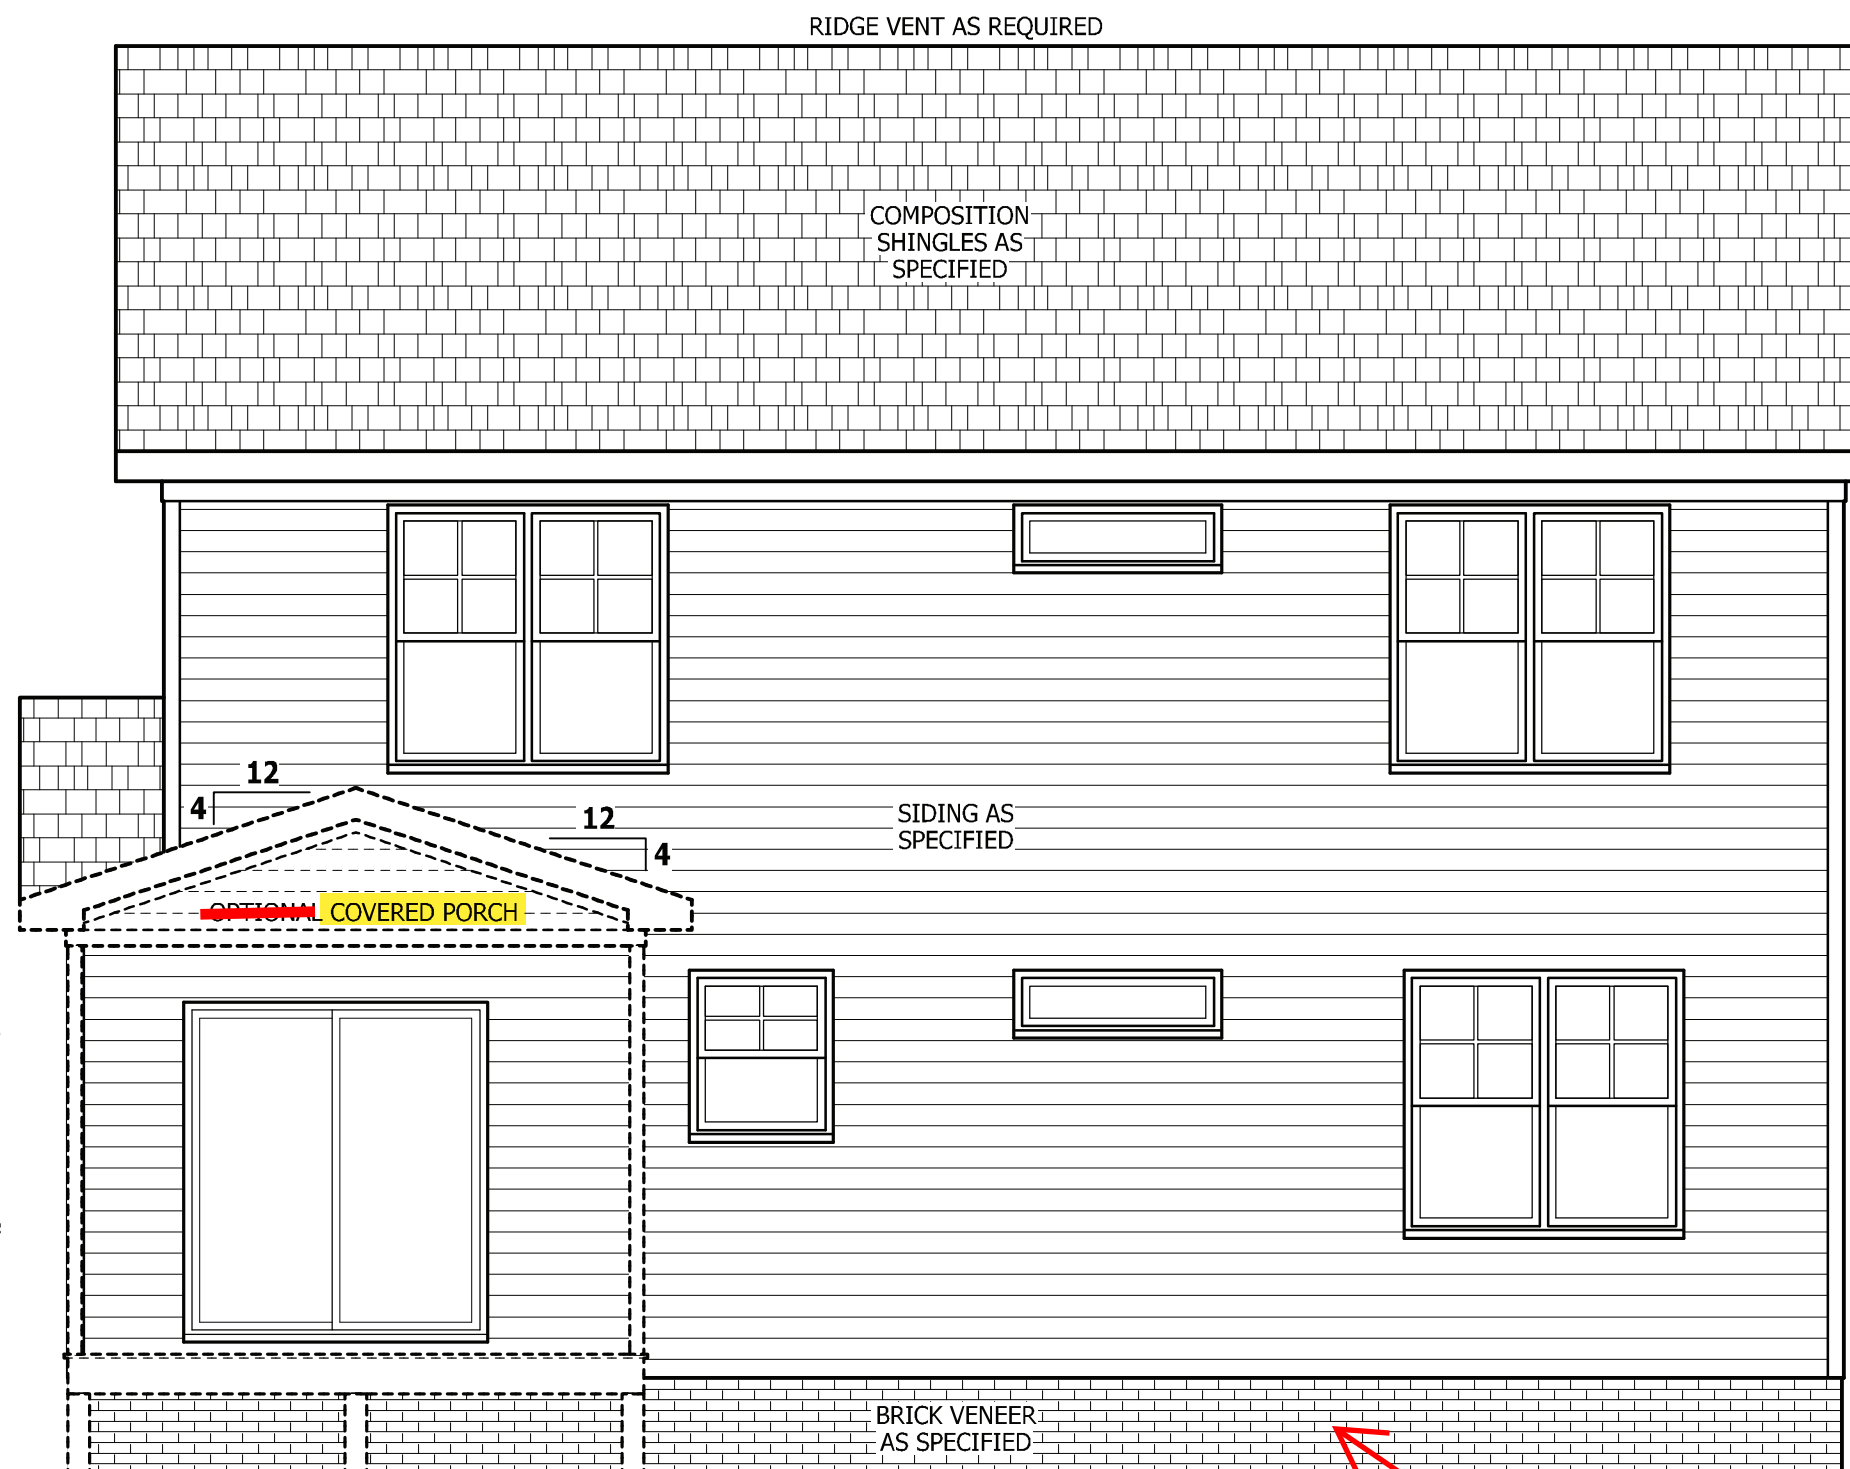 RIDGE VENT AS REQUIRED
COMPOSITION
SHINGLES AS
SPECIFIED
12
4
12
4
SIDING AS
SPECIFIED
OPTIONAL COVERED PORCH
BRICK VENEER
AS SPECIFIED